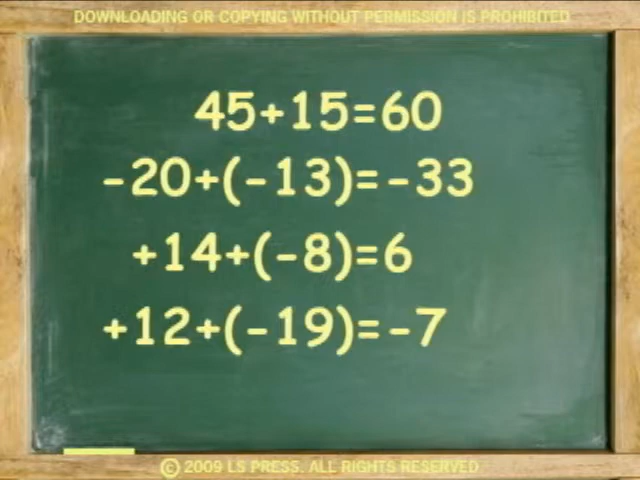 DOWNLOADING OR COPYING WITHOUT PERMISSION IS PROHIBITED
45+15=60
-20+(-13)=-33
+14+(-8)=6
+12+(-19)=-7
© 2009 LS PRESS. ALL RIGHTS RESERVED